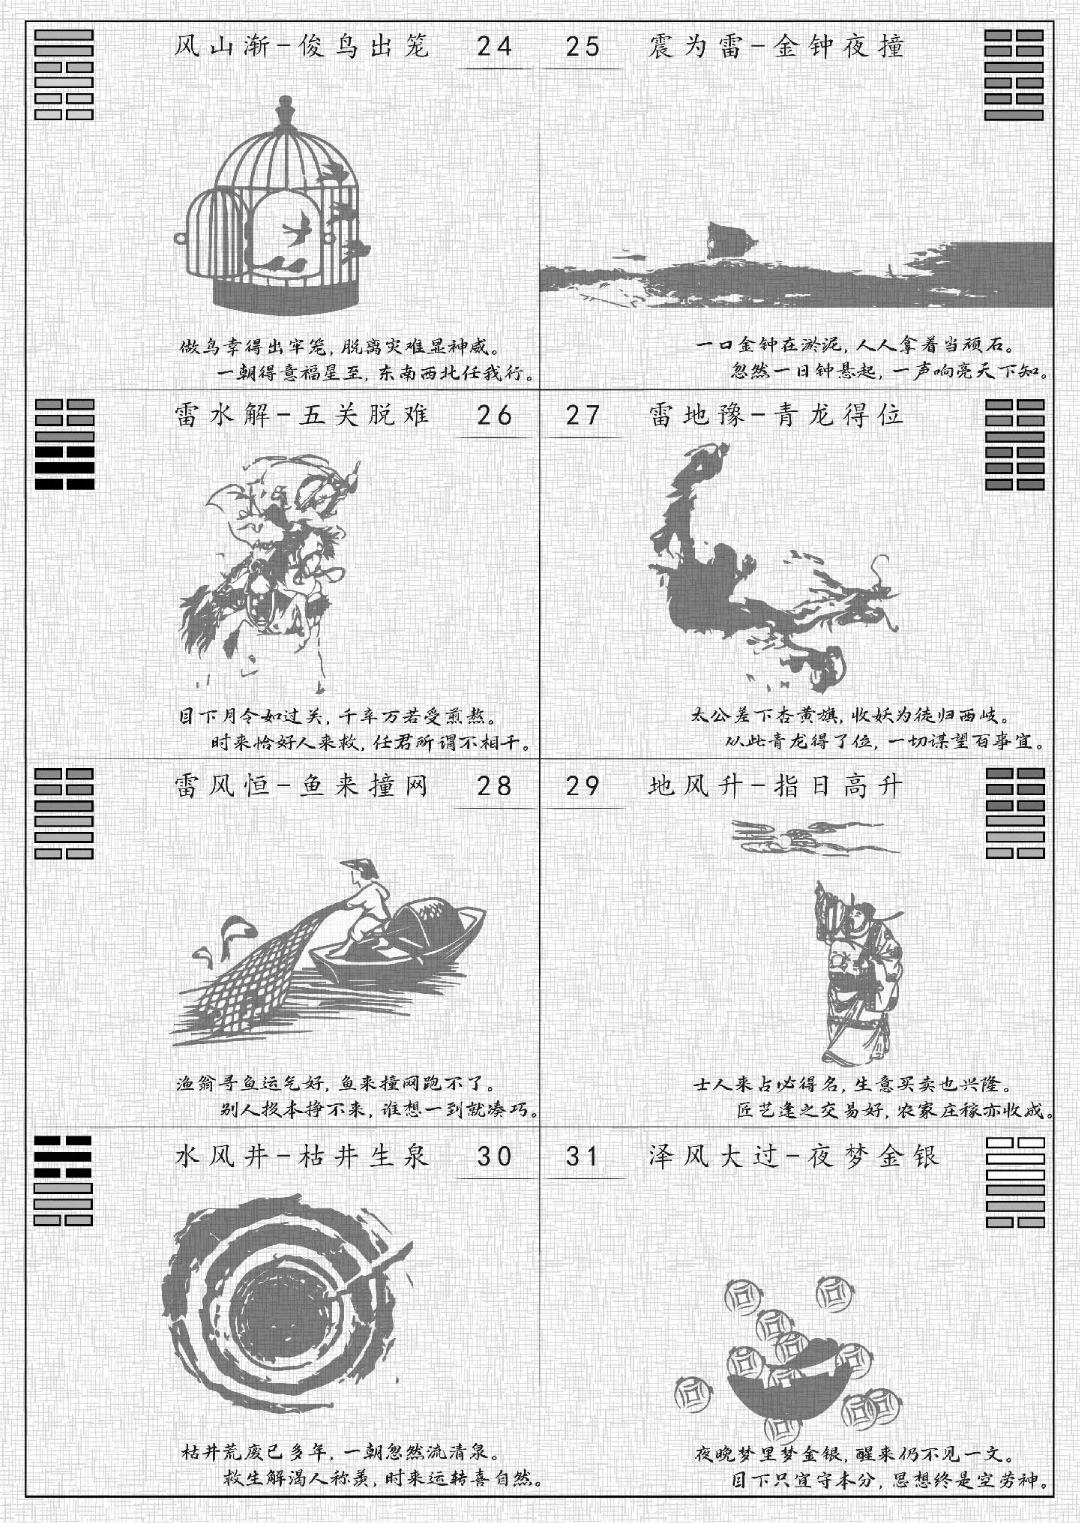 风山渐-俊鸟出笼 24
俊鸟幸得出牢笼，脱离灾难显神威。
一朝得意福星至，东南西北任我行。
25 震为雷-金钟夜撞
一口金钟在淤泥，人人拿着当顽石。
忽然一日钟悬起，一声响亮天下知。
雷水解-五关脱难 26
目下月令如过关，千辛万苦受煎熬。
时来恰好人来救，任君所谓不相干。
27 雷地豫-青龙得位
太公差下杏黄旗，收妖为徒归西岐。
从此青龙得了位，一切谋望百事宜。
雷风恒-鱼来撞网 28
渔翁寻鱼运气好，鱼来撞网跑不了。
别人投本挣不来，谁想一到就凑巧。
29 地风升-指日高升
士人来占必得名，生意买卖也兴隆。
匠艺逢之交易好，农家庄稼亦收成。
水风井-枯井生泉 30
枯井荒废已多年，一朝忽然流清泉。
救生解渴人称羡，时来运转喜自然。
31 泽风大过-夜梦金银
夜晚梦里梦金银，醒来仍不见一文。
目下只宜守本分，思想终是空劳神。